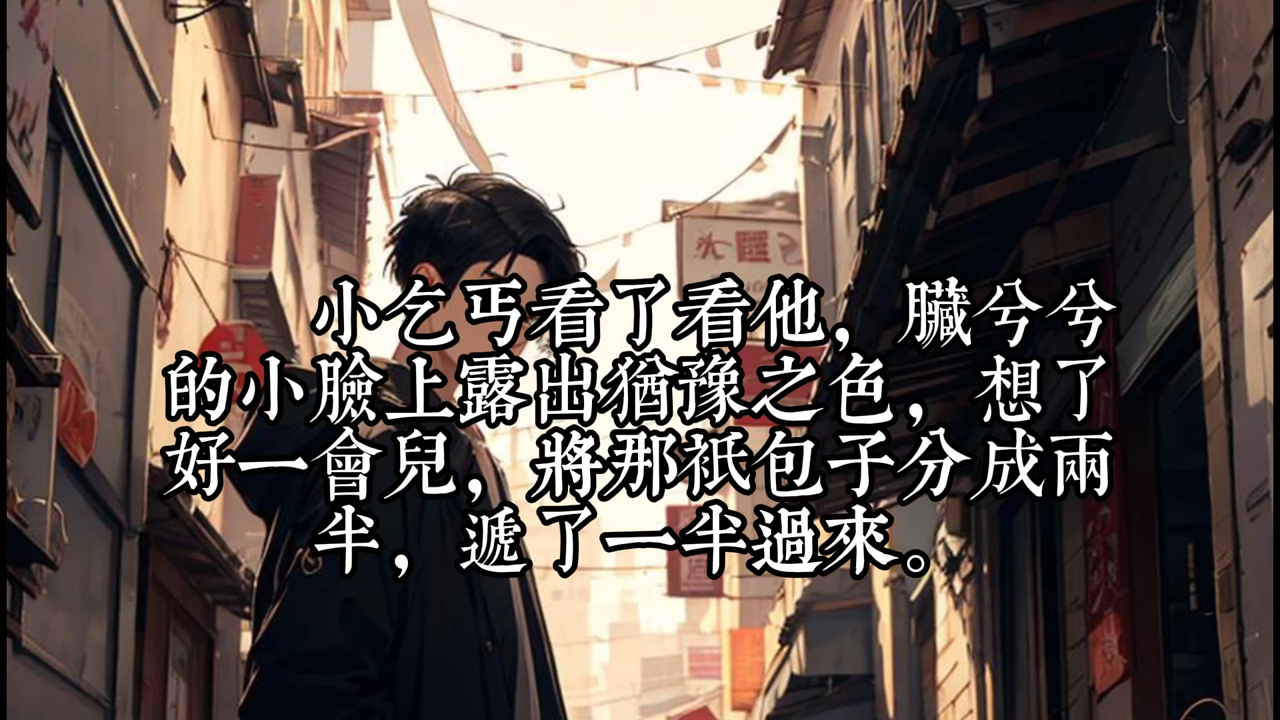 小乞丐看了看他，臟兮兮
的小臉上露出猶豫之色，想了
好一會兒，將那衹包子分成兩
半，遞了一半過來。